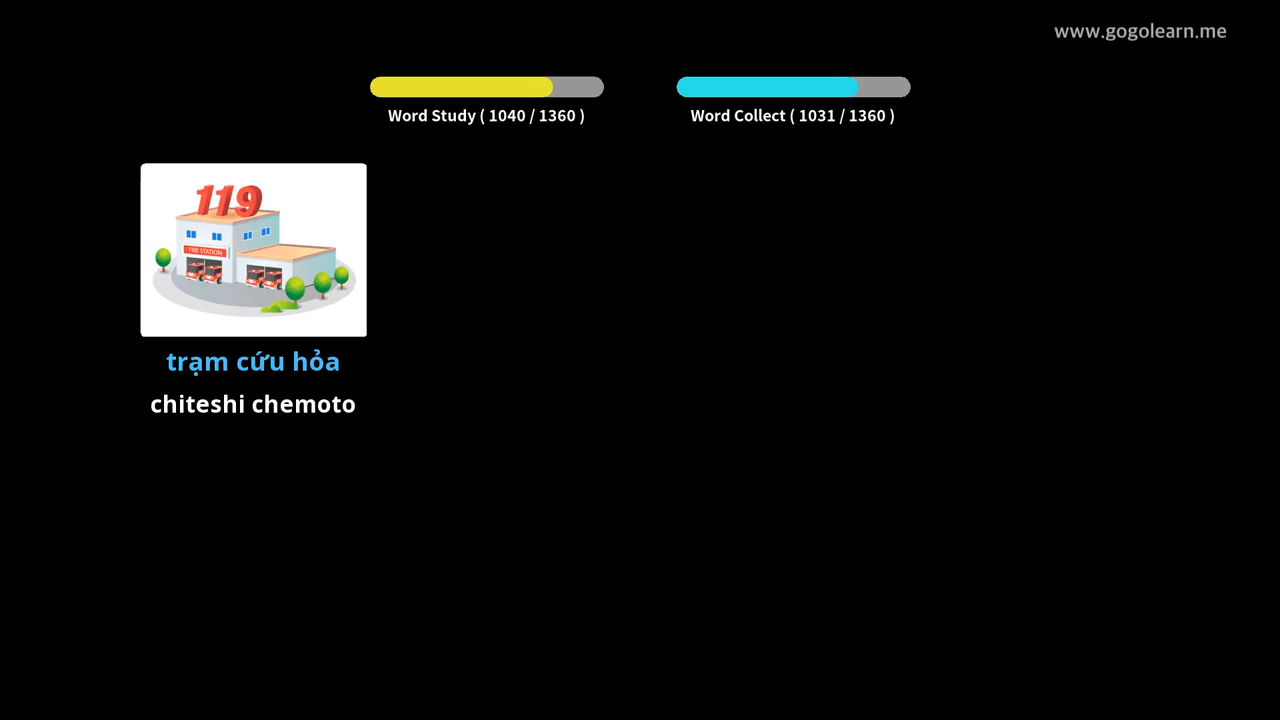 www.gogolearn.me
Word Study ( 1040 / 1360 )
Word Collect ( 1031 / 1360 )
119
FIRE STATION
trạm cứu hỏa
chiteshi chemoto